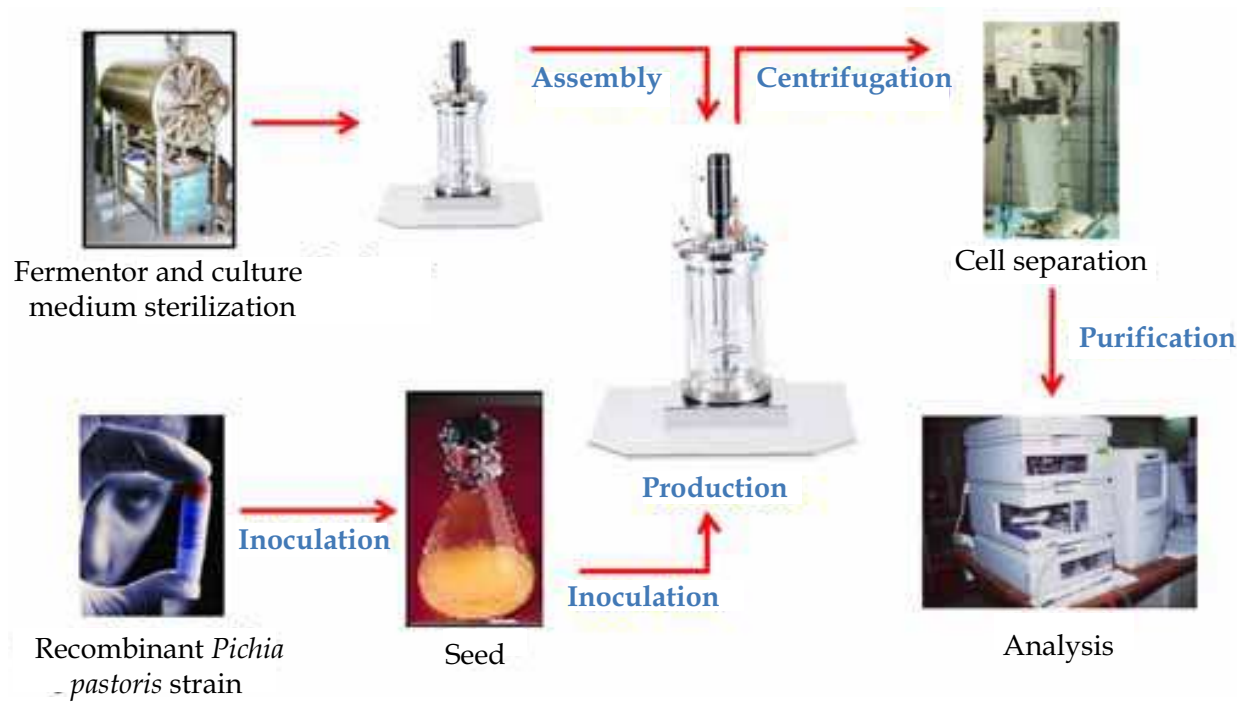 Assembly
Centrifugation
Fermentor and culture
medium sterilization
Cell separation
Purification
Production
Inoculation
Inoculation
Recombinant Pichia
pastoris strain
Seed
Analysis